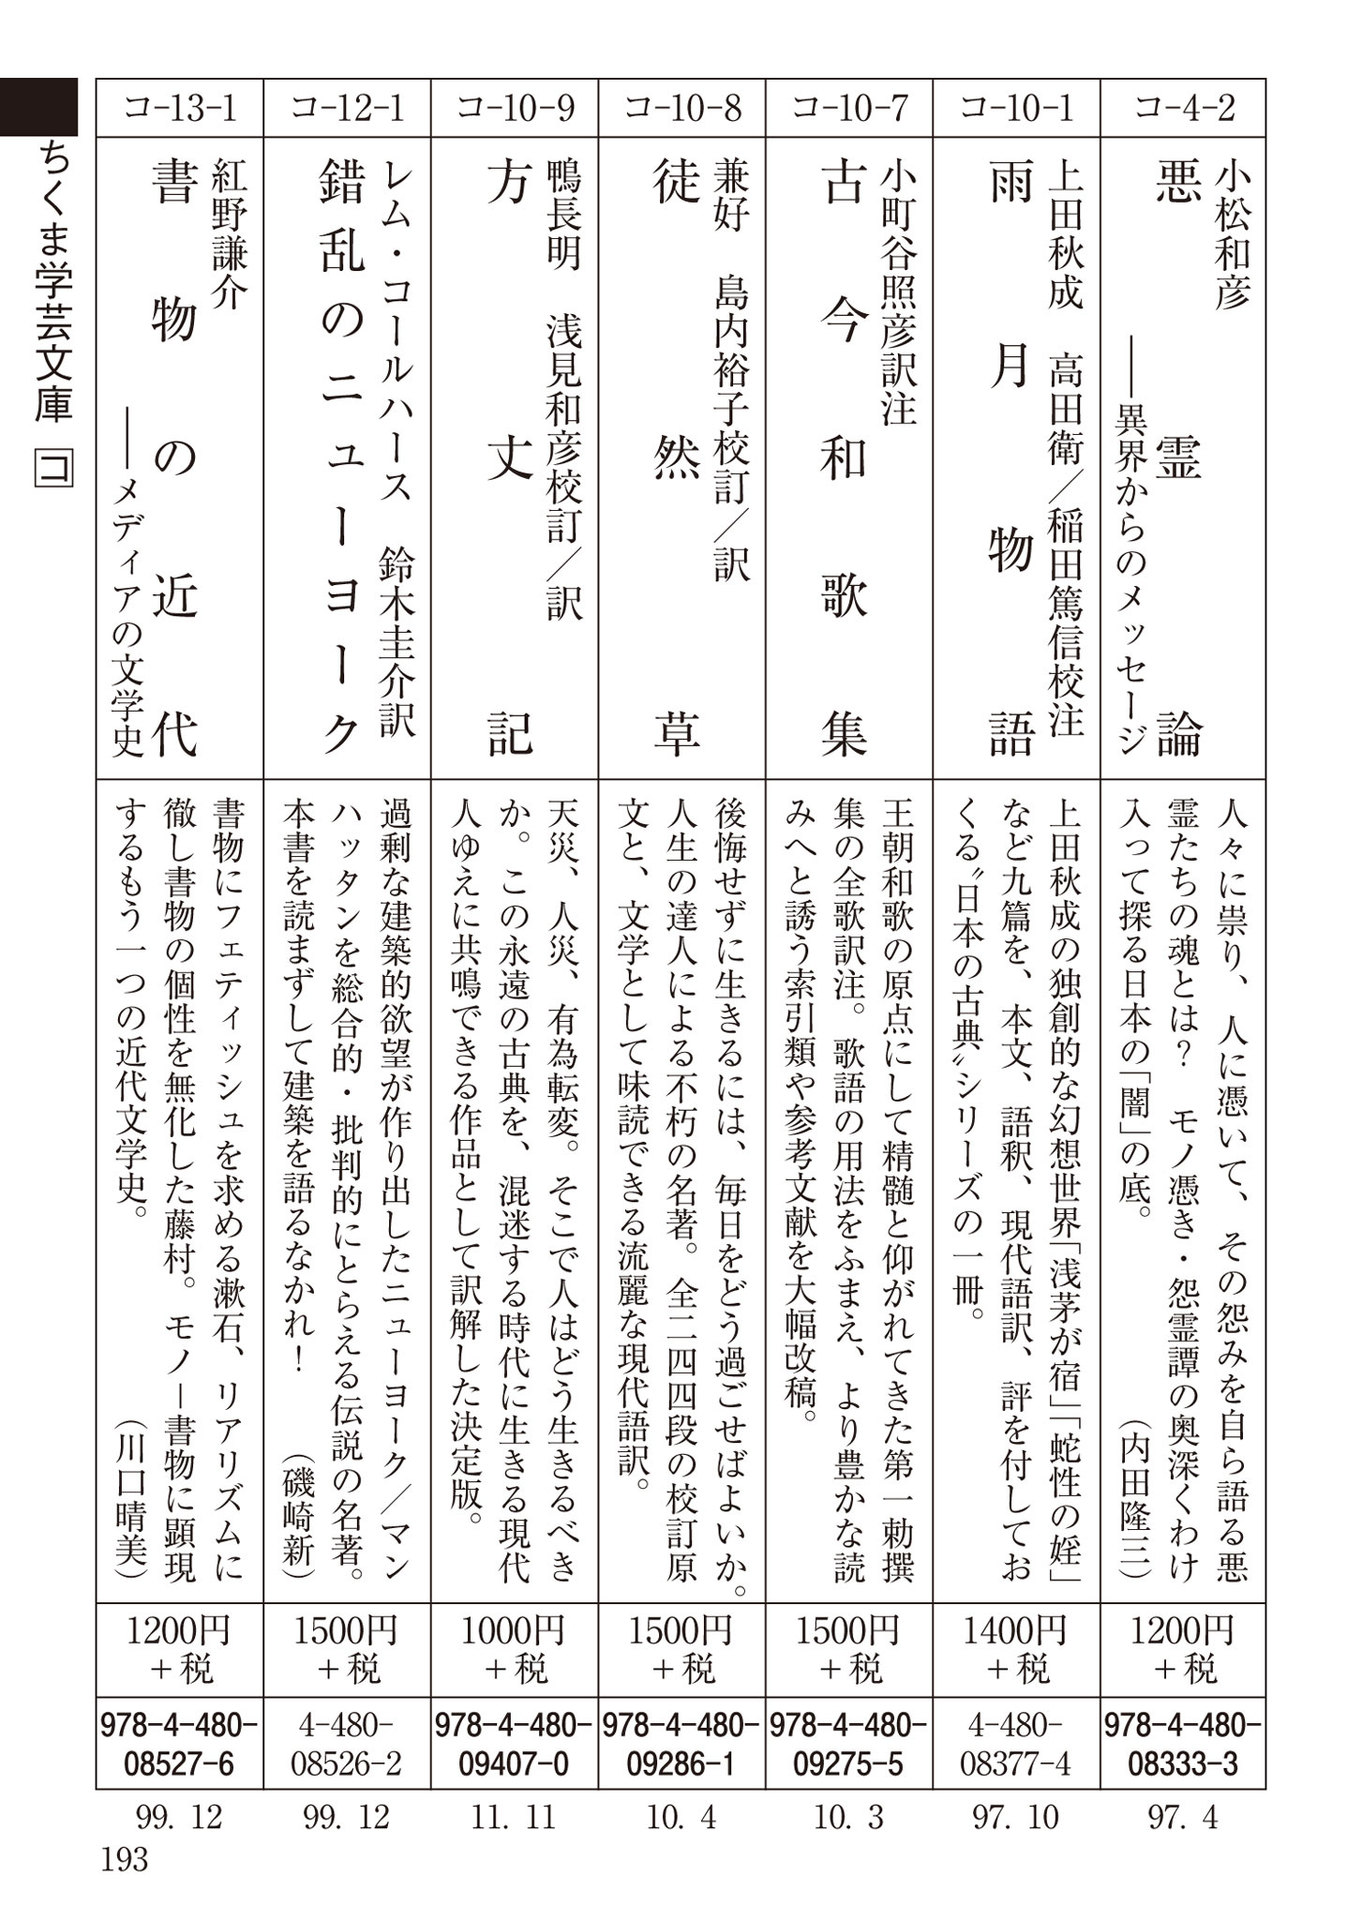 ちくま学芸文庫 コ
コ-4-2
小松和彦
悪霊論
――異界からのメッセージ
人々に祟り、人に憑いて、その怨みを自ら語る悪
霊たちの魂とは？　モノ憑き・怨霊譚の奥深くわけ
入って探る日本の「闇」の底。
（内田隆三）
1200円
＋税
978-4-480-
08333-3
97. 4
コ-10-1
上田秋成　高田衛／稲田篤信校注
雨月物語
上田秋成の独創的な幻想世界「浅茅が宿」「蛇性の婬」
など九篇を、本文、語釈、現代語訳、評を付してお
くる〝日本の古典〟シリーズの一冊。
1400円
＋税
4-480-
08377-4
97. 10
コ-10-7
小町谷照彦訳注
古今和歌集
王朝和歌の原点にして精髄と仰がれてきた第一勅撰
集の全歌訳注。歌語の用法をふまえ、より豊かな読
みへと誘う索引類や参考文献を大幅改稿。
1500円
＋税
978-4-480-
09275-5
10. 3
コ-10-8
兼好　島内裕子校訂／訳
徒然草
後悔せずに生きるには、毎日をどう過ごせばよいか。
人生の達人による不朽の名著。全二四四段の校訂原
文と、文学として味読できる流麗な現代語訳。
1500円
＋税
978-4-480-
09286-1
10. 4
コ-10-9
鴨長明　浅見和彦校訂／訳
方丈記
天災、人災、有為転変。そこで人はどう生きるべき
か。この永遠の古典を、混迷する時代に生きる現代
人ゆえに共鳴できる作品として訳解した決定版。
1000円
＋税
978-4-480-
09407-0
11. 11
コ-12-1
レム・コールハース　鈴木圭介訳
錯乱のニューヨーク
過剰な建築的欲望が作り出したニューヨーク／マン
ハッタンを総合的・批判的にとらえる伝説の名著。
本書を読まずして建築を語るなかれ！
（磯崎新）
1500円
＋税
4-480-
08526-2
99. 12
コ-13-1
紅野謙介
書物の近代
――メディアの文学史
書物にフェティッシュを求める漱石、リアリズムに
徹し書物の個性を無化した藤村。モノ－書物に顕現
するもう一つの近代文学史。
（川口晴美）
1200円
＋税
978-4-480-
08527-6
99. 12
193